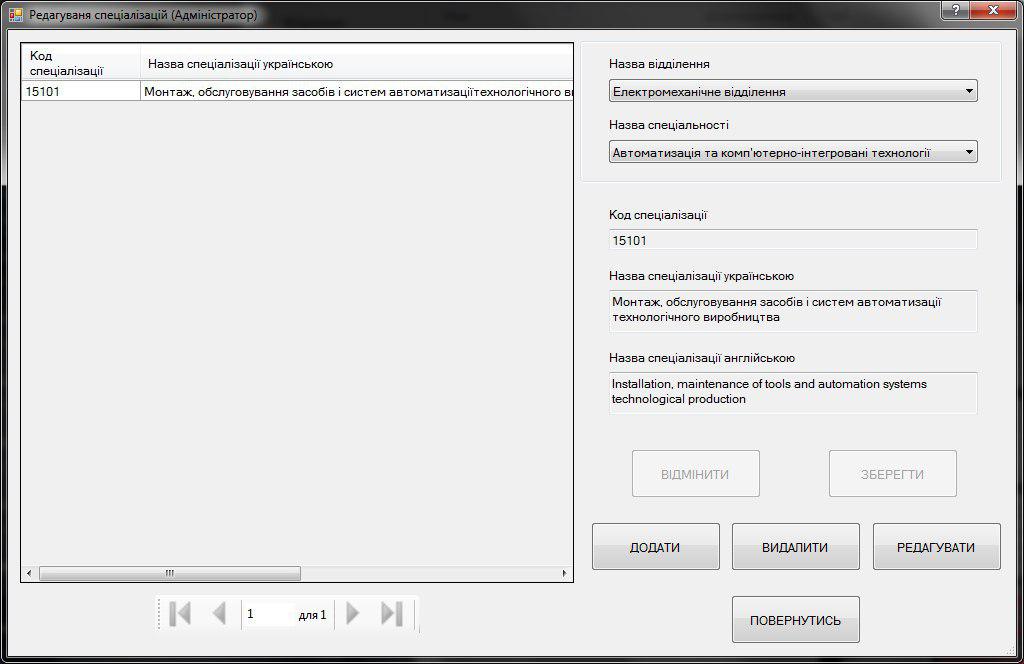 Редагуваня спеціалізацій (Адміністратор)
Код
спеціалізації
Назва спеціалізації українською
15101
Монтаж, обслуговування засобів і систем автоматизаціїтехнологічного в
Назва відділення
Електромеханічне відділення
Назва спеціальності
Автоматизація та комп'ютерно-інтегровані технології
Код спеціалізації
15101
Назва спеціалізації українською
Монтаж, обслуговування засобів і систем автоматизації
технологічного виробництва
Назва спеціалізації англійською
Installation, maintenance of tools and automation systems
technological production
ВІДМІНИТИ
ЗБЕРЕГТИ
ДОДАТИ
ВИДАЛИТИ
РЕДАГУВАТИ
1 для 1
ПОВЕРНУТИСЬ